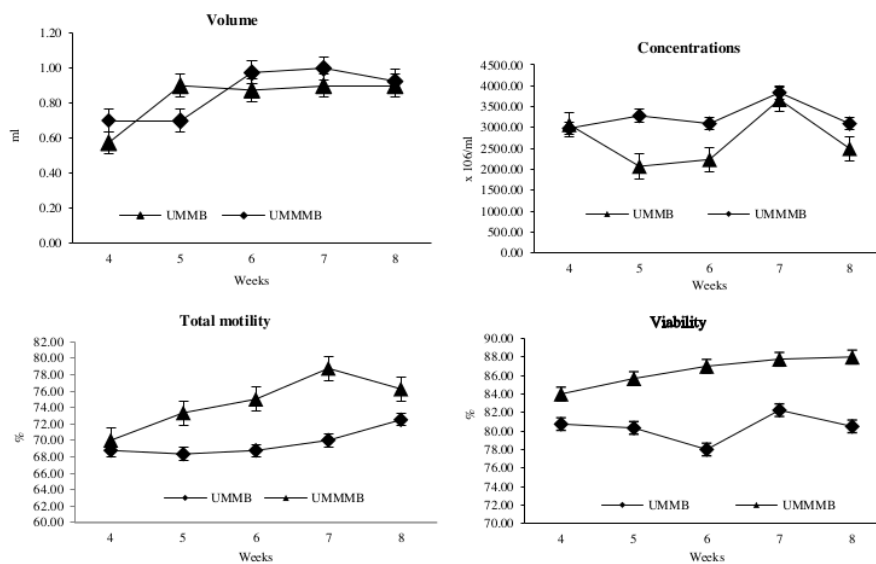 Volume
1.20
1.00
0.80
0.60
0.40
0.20
0.00
ml
UMMB UMMMB
4 5 6 7 8
Weeks
Concentrations
4500.00
4000.00
3500.00
3000.00
2500.00
2000.00
1500.00
1000.00
500.00
0.00
x 106/ml
UMMB UMMMB
4 5 6 7 8
Weeks
Total motility
82.00
80.00
78.00
76.00
74.00
72.00
70.00
68.00
66.00
64.00
62.00
60.00
%
UMMB UMMMB
4 5 6 7 8
Weeks
Viability
90.00
88.00
86.00
84.00
82.00
80.00
78.00
76.00
74.00
72.00
70.00
%
UMMB UMMMB
4 5 6 7 8
Weeks